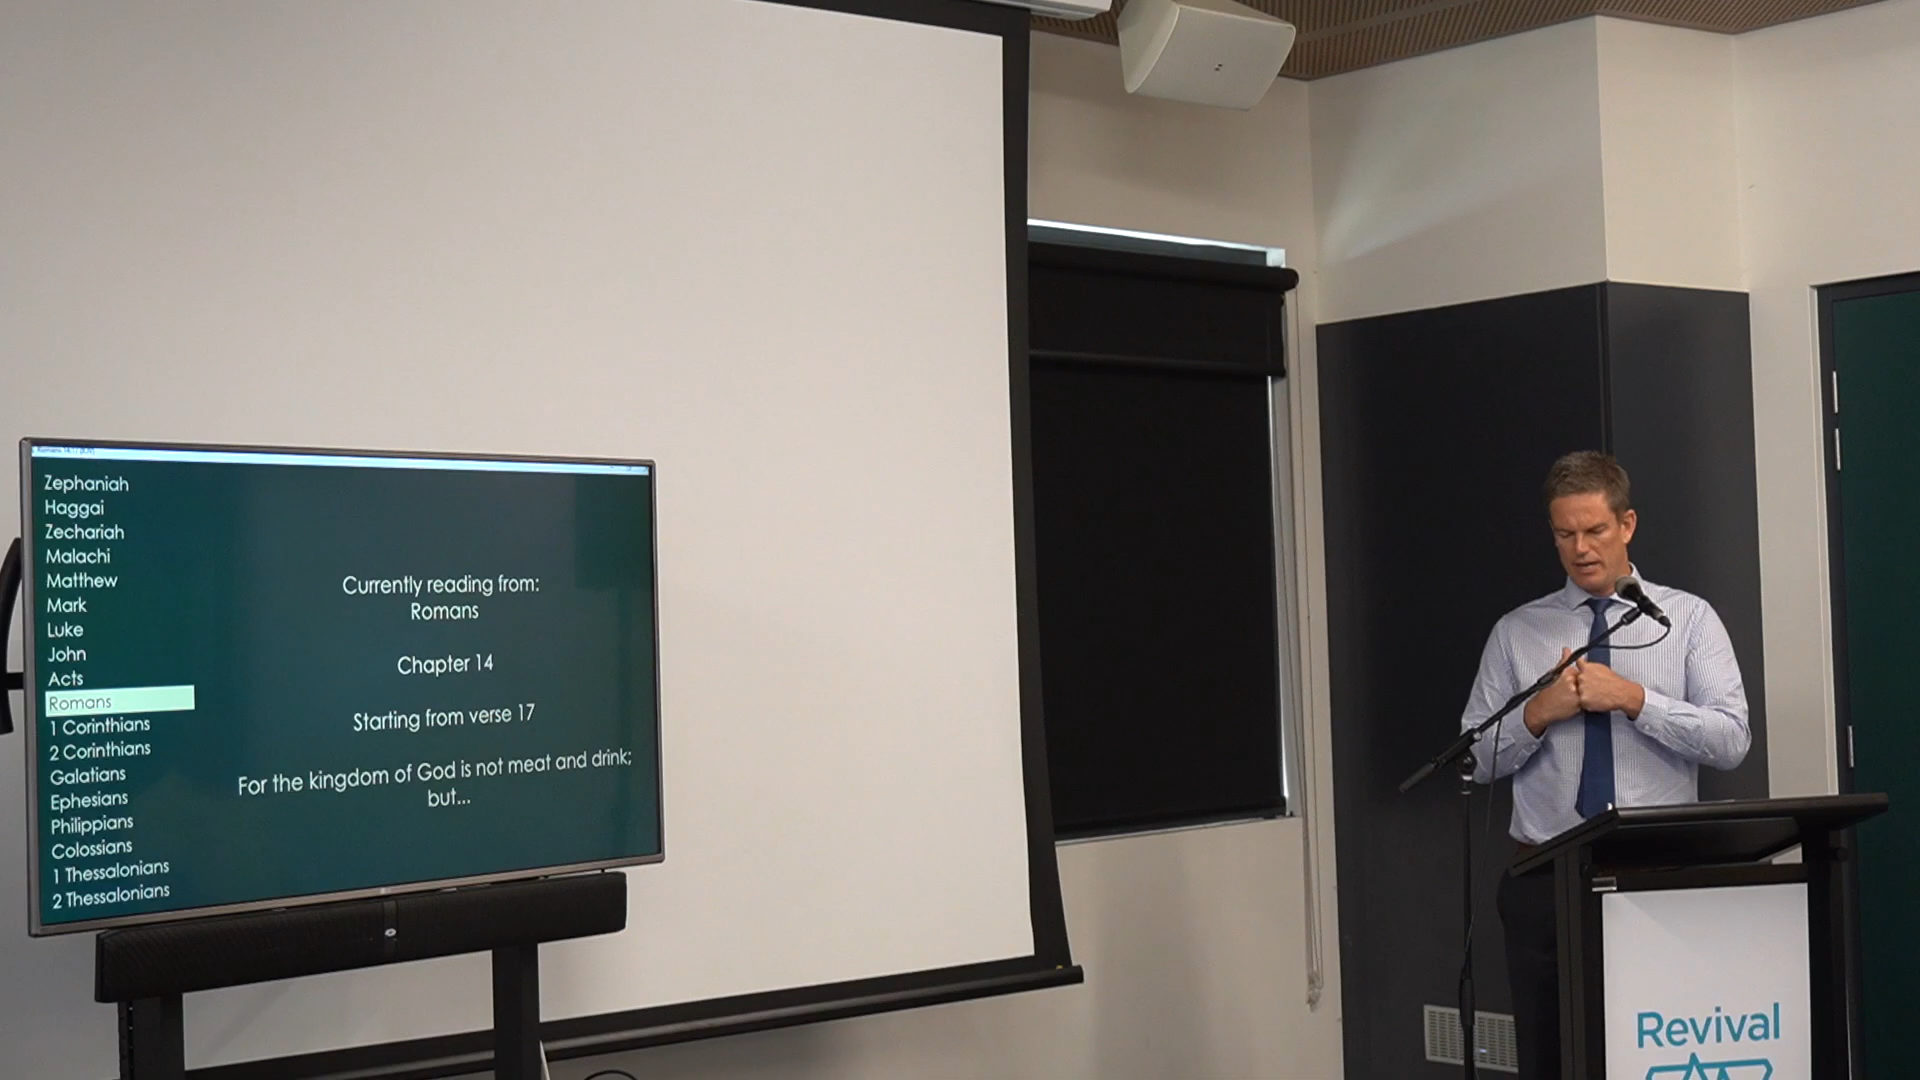 Zephaniah
Haggai
Zechariah
Malachi
Matthew
Mark
Luke
John
Acts
Romans
1 Corinthians
2 Corinthians
Galatians
Ephesians
Philippians
Colossians
1 Thessalonians
2 Thessalonians
Currently reading from:
Romans
Chapter 14
Starting from verse 17
For the kingdom of God is not meat and drink;
but...
Revival